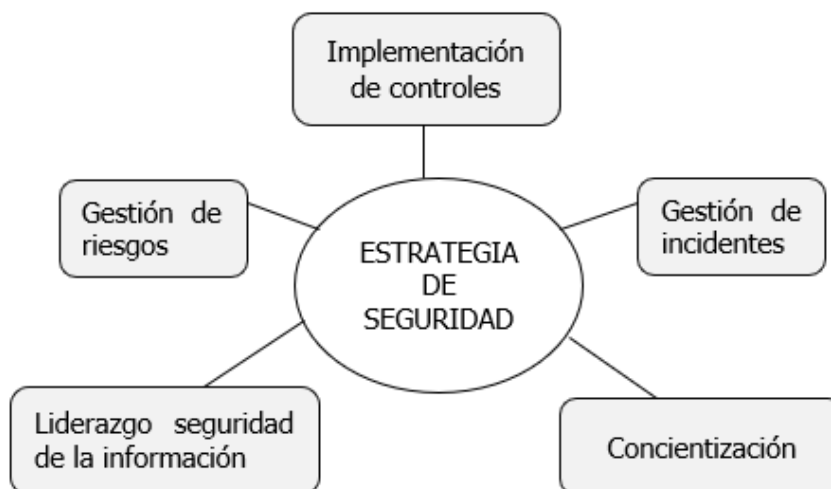 Implementación
de controles
Gestión de
riesgos
ESTRATEGIA
DE
SEGURIDAD
Gestión de
incidentes
Liderazgo seguridad
de la información
Concientización